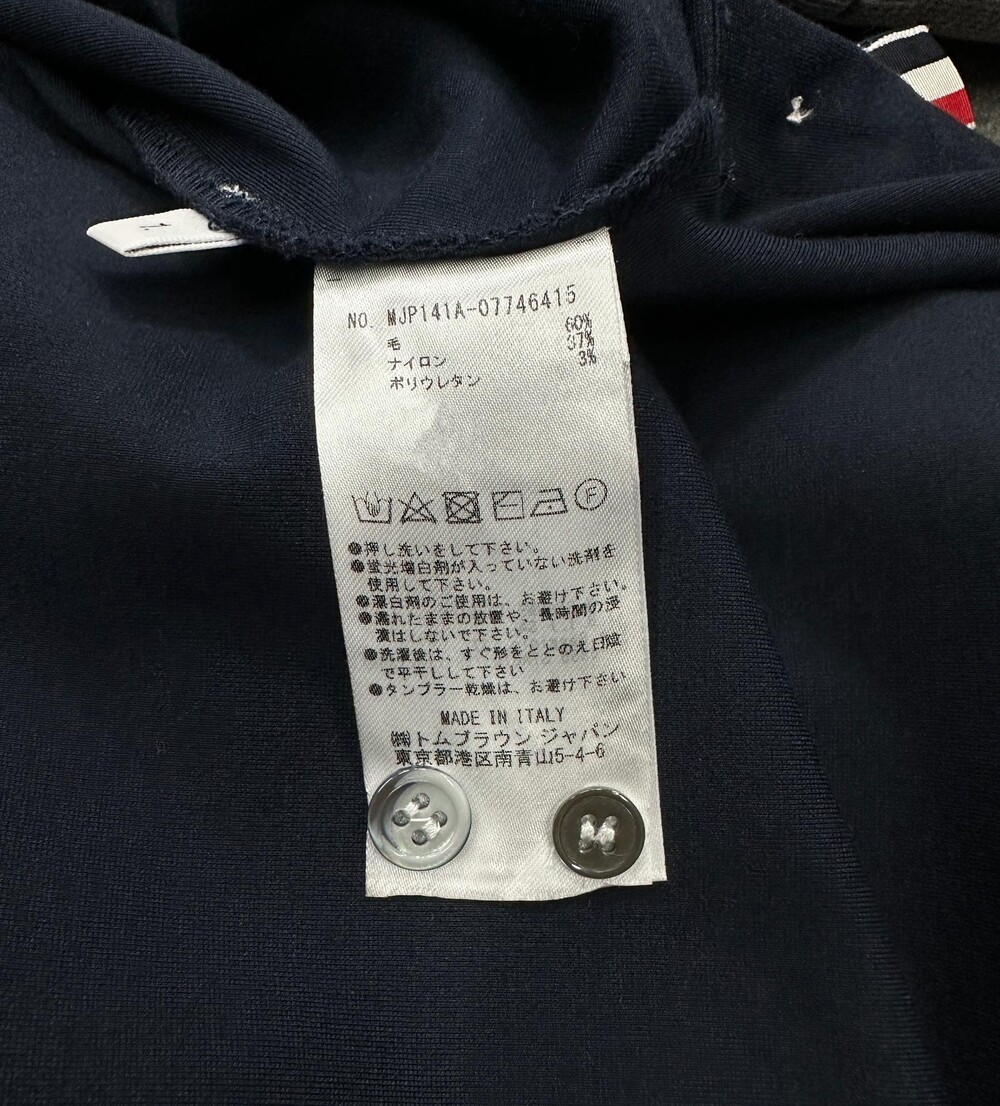 1
NO. MJP141A-07746415
毛 60%
ナイロン 37%
ポリウレタン 3%
F
●押し洗いをして下さい。
●蛍光増白剤が入っていない洗剤を
使用して下さい。
●漂白剤のご使用は、お避け下さい。
●濡れたままの放置や、長時間の浸
漬はしないで下さい。
●洗濯後は、すぐ形をととのえ日陰
で平干しして下さい
●タンブラー乾燥は、お避け下さい
MADE IN ITALY
㈱トムブラウン ジャパン
東京都港区南青山5-4-6